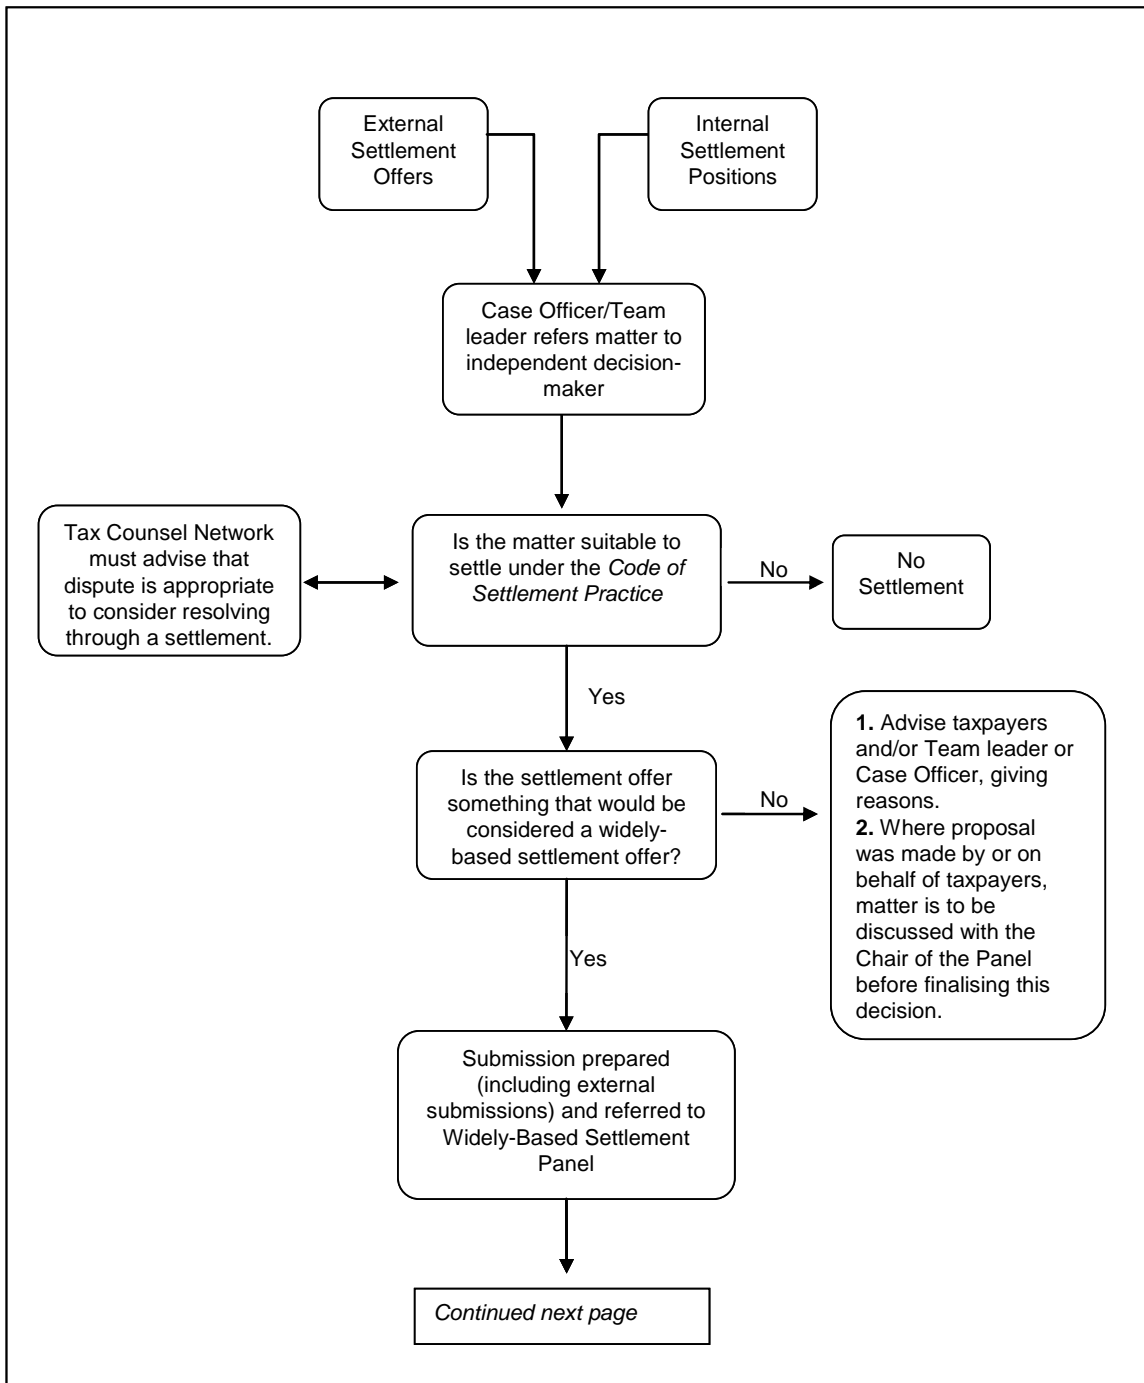 External
Settlement
Offers
Internal
Settlement
Positions
Case Officer/Team
leader refers matter to
independent decision-
maker
Tax Counsel Network
must advise that
dispute is appropriate
to consider resolving
through a settlement.
Is the matter suitable to
settle under the Code of
Settlement Practice
No
No
Settlement
Yes
Is the settlement offer
something that would be
considered a widely-
based settlement offer?
No
1. Advise taxpayers
and/or Team leader or
Case Officer, giving
reasons.
2. Where proposal
was made by or on
behalf of taxpayers,
matter is to be
discussed with the
Chair of the Panel
before finalising this
decision.
Yes
Submission prepared
(including external
submissions) and referred to
Widely-Based Settlement
Panel
Continued next page